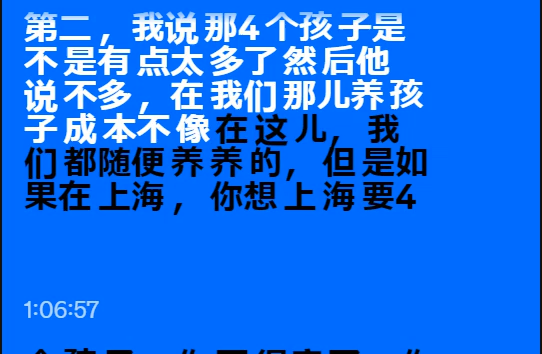 第二，我说那4个孩子是
不是有点太多了然后他
说不多，在我们那儿养孩
子成本不像在这儿，我
们都随便养养的，但是如
果在上海，你想上海要4
1:06:57